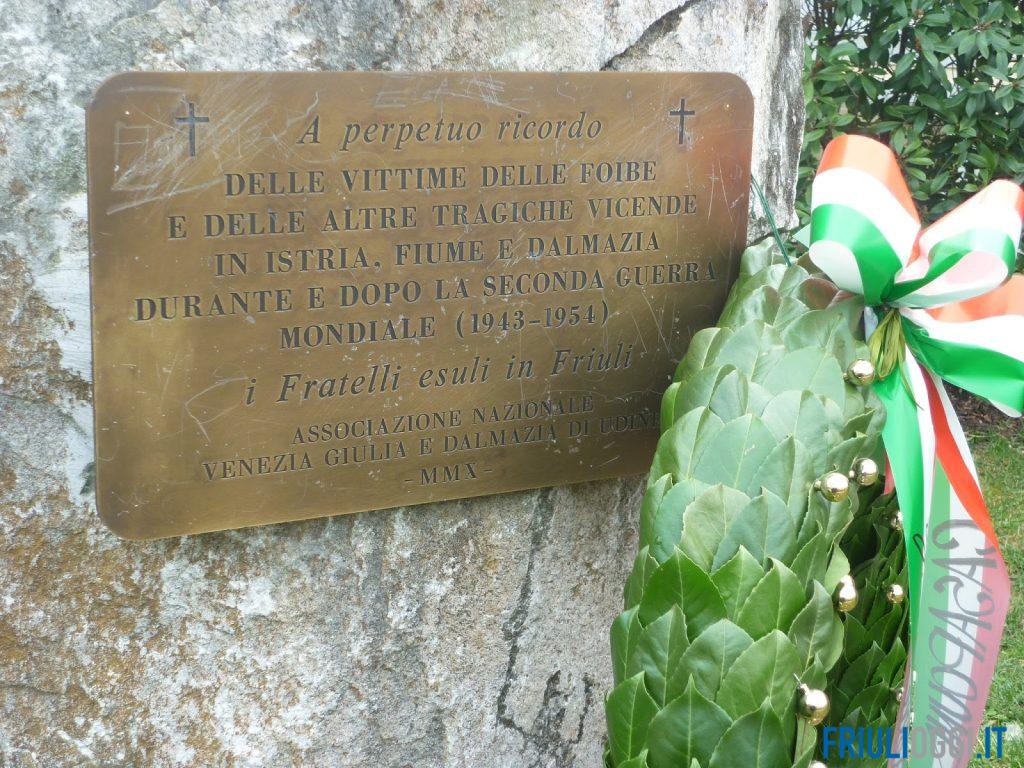 A perpetuo ricordo
DELLE VITTIME DELLE FOIBE
E DELLE ALTRE TRAGICHE VICENDE
IN ISTRIA, FIUME E DALMAZIA
DURANTE E DOPO LA SECONDA GUERRA
MONDIALE (1943-1954)
i Fratelli esuli in Friuli
ASSOCIAZIONE NAZIONALE
VENEZIA GIULIA E DALMAZIA DI UDINE
-MMX-
FRIULIOGGI.IT